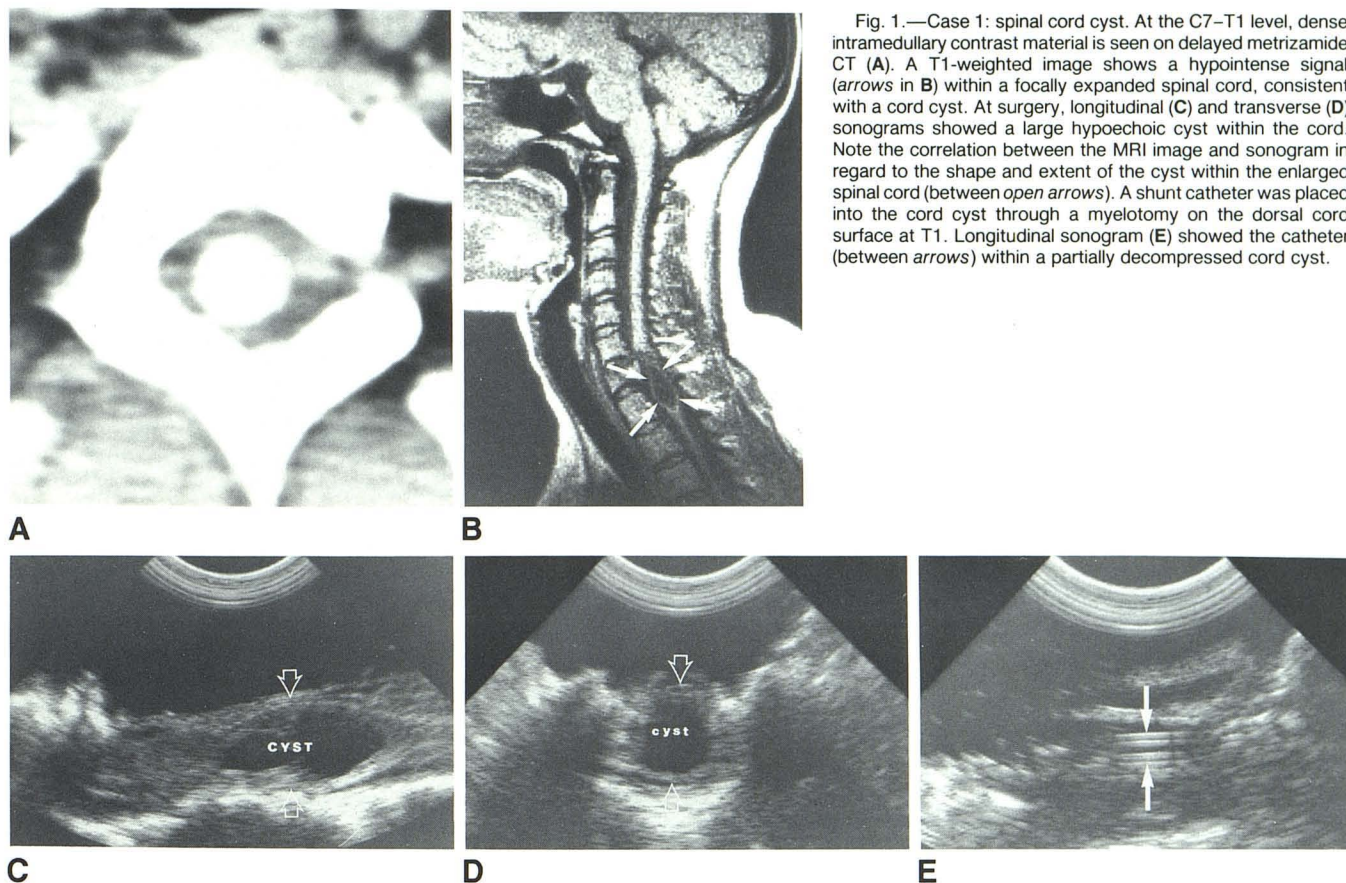 Fig. 1.—Case 1: spinal cord cyst. At the C7–T1 level, dense
intramedullary contrast material is seen on delayed metrizamide
CT (A). A T1-weighted image shows a hypointense signal
(arrows in B) within a focally expanded spinal cord, consistent
with a cord cyst. At surgery, longitudinal (C) and transverse (D)
sonograms showed a large hypoechoic cyst within the cord.
Note the correlation between the MRI image and sonogram in
regard to the shape and extent of the cyst within the enlarged
spinal cord (between open arrows). A shunt catheter was placed
into the cord cyst through a myelotomy on the dorsal cord
surface at T1. Longitudinal sonogram (E) showed the catheter
(between arrows) within a partially decompressed cord cyst.
A
B
CYST
cyst
C
D
E